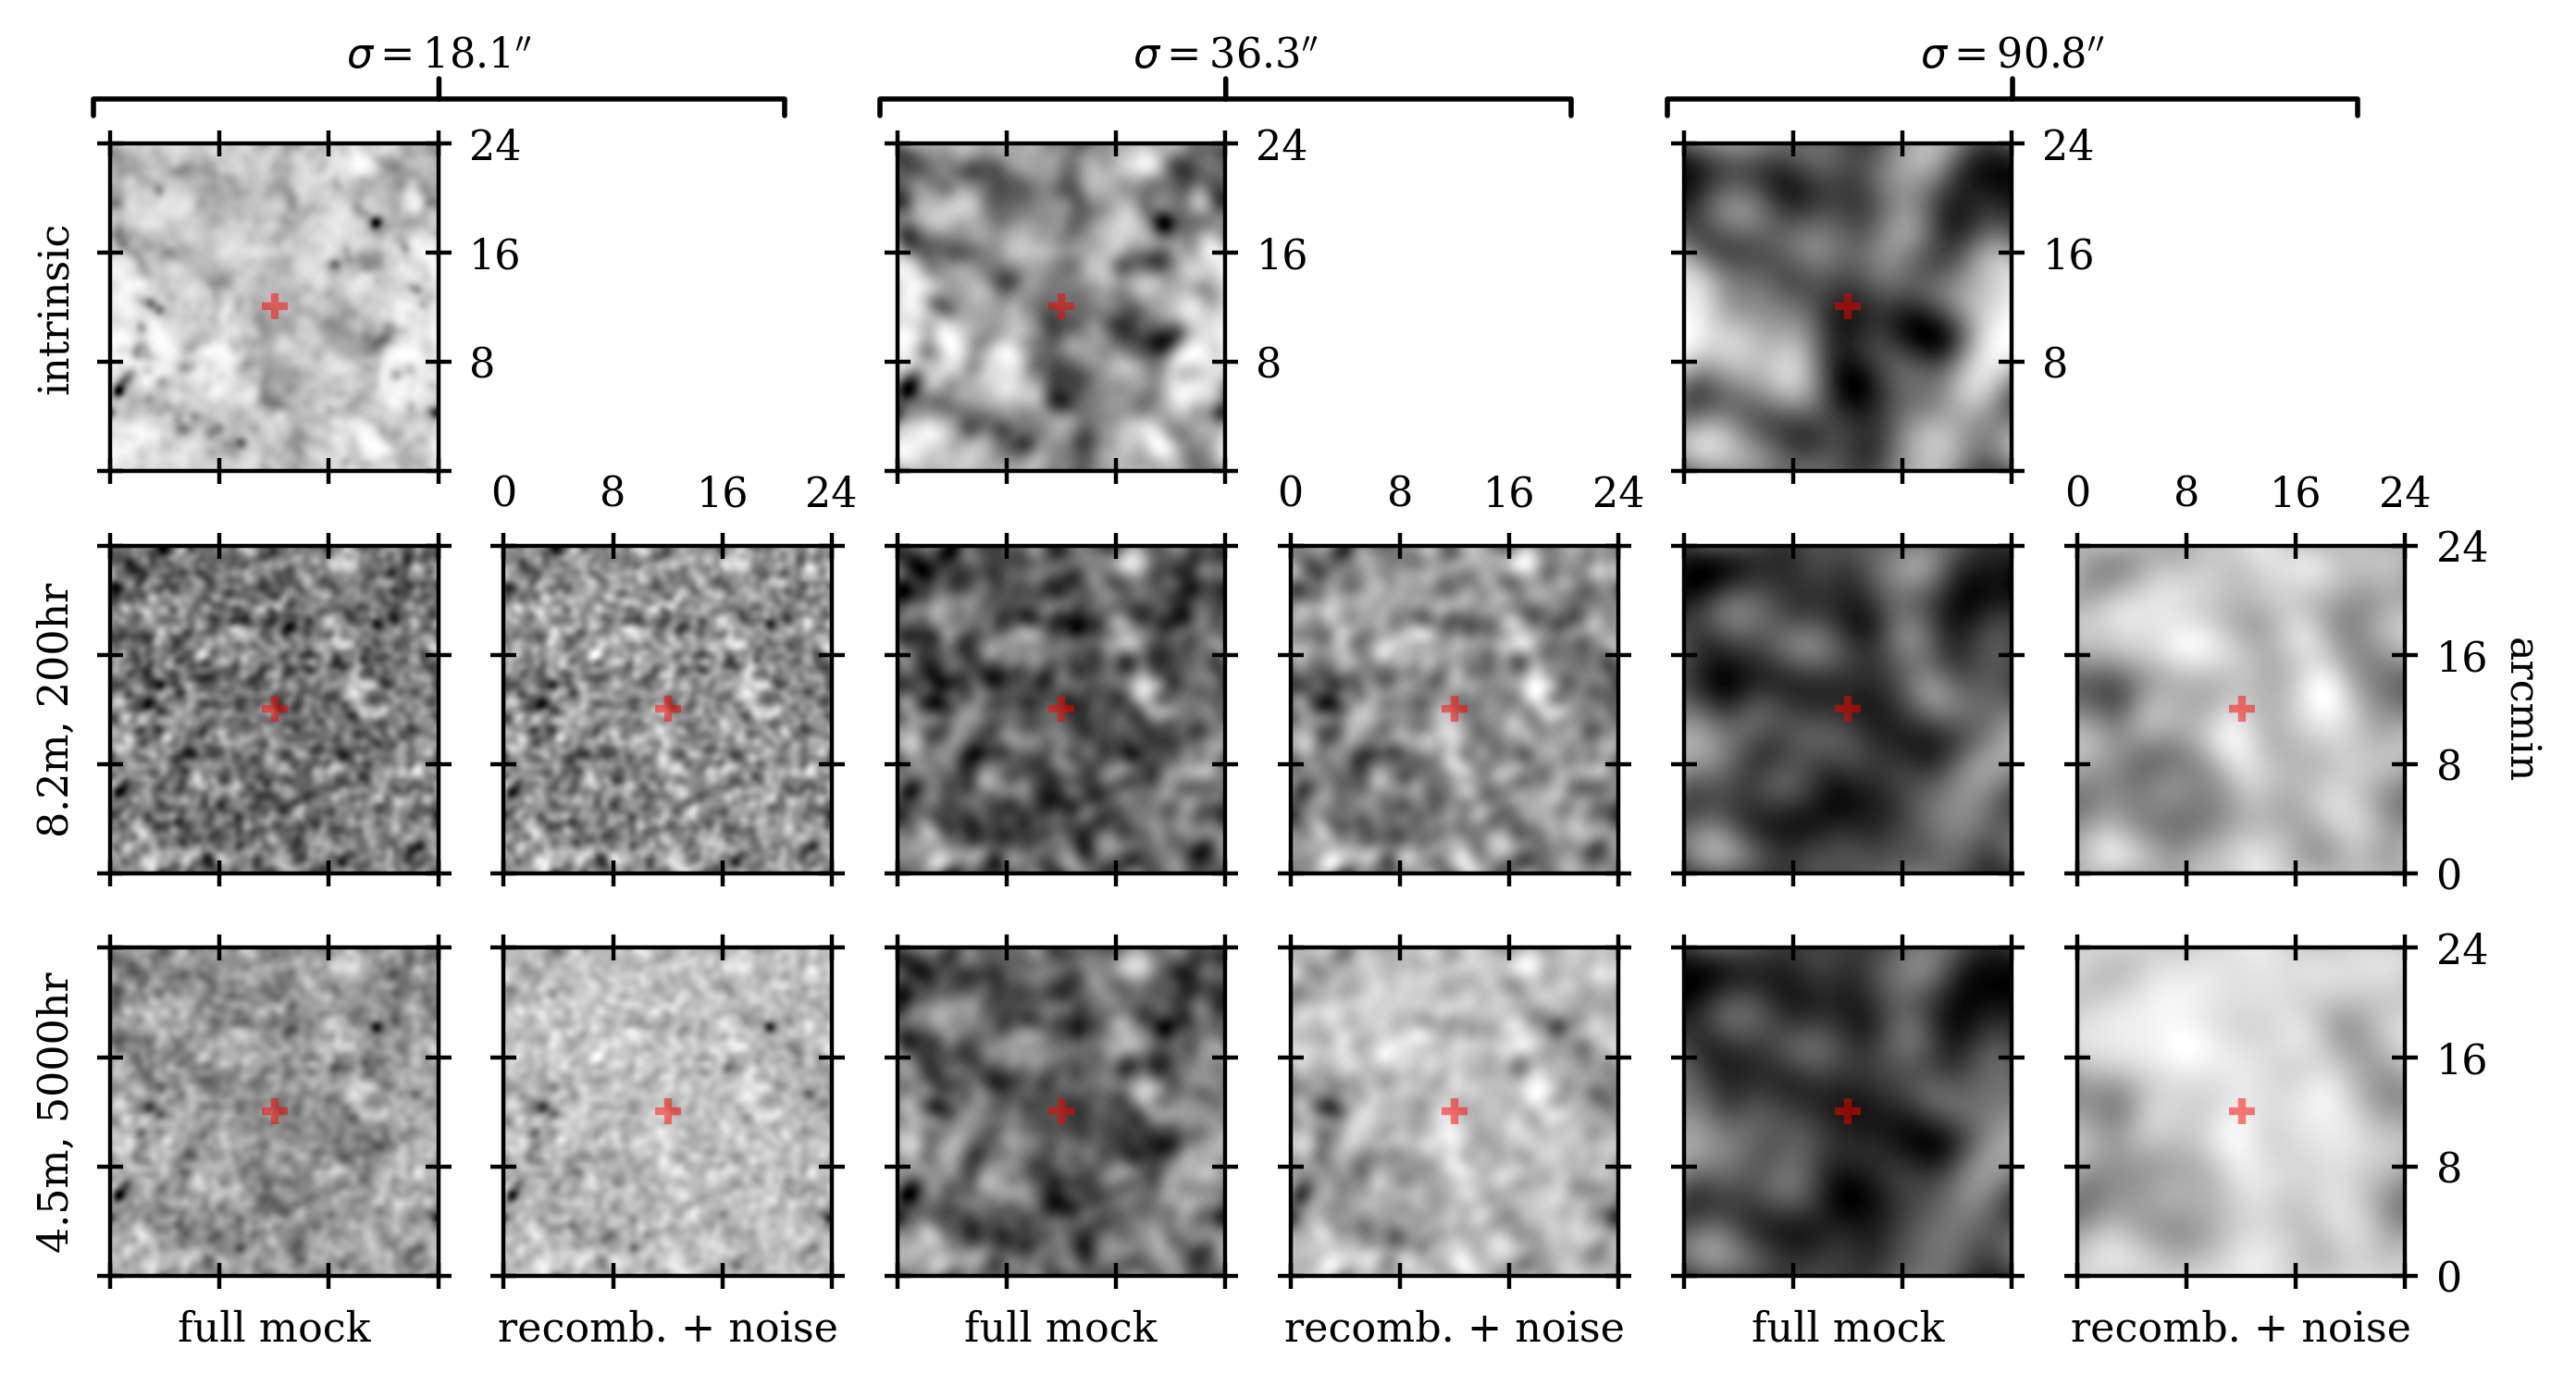 σ = 18.1″ σ = 36.3″ σ = 90.8″
24 24 24
intrinsic
16 16 16
8 8 8
0 8 16 24 0 8 16 24 0 8 16 24
8.2m, 200hr
24
16
8
0
arcmin
4.5m, 5000hr
24
16
8
0
full mock recomb. + noise full mock recomb. + noise full mock recomb. + noise